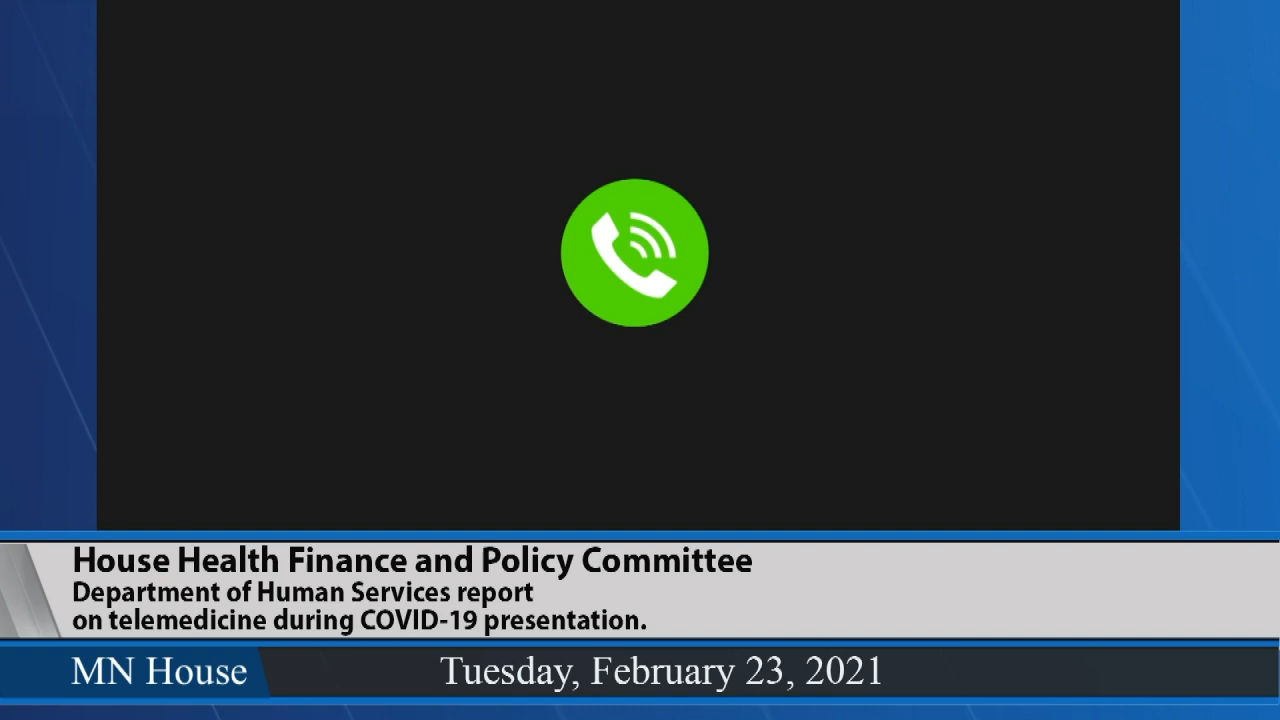 House Health Finance and Policy Committee
Department of Human Services report
on telemedicine during COVID-19 presentation.
MN House
Tuesday, February 23, 2021